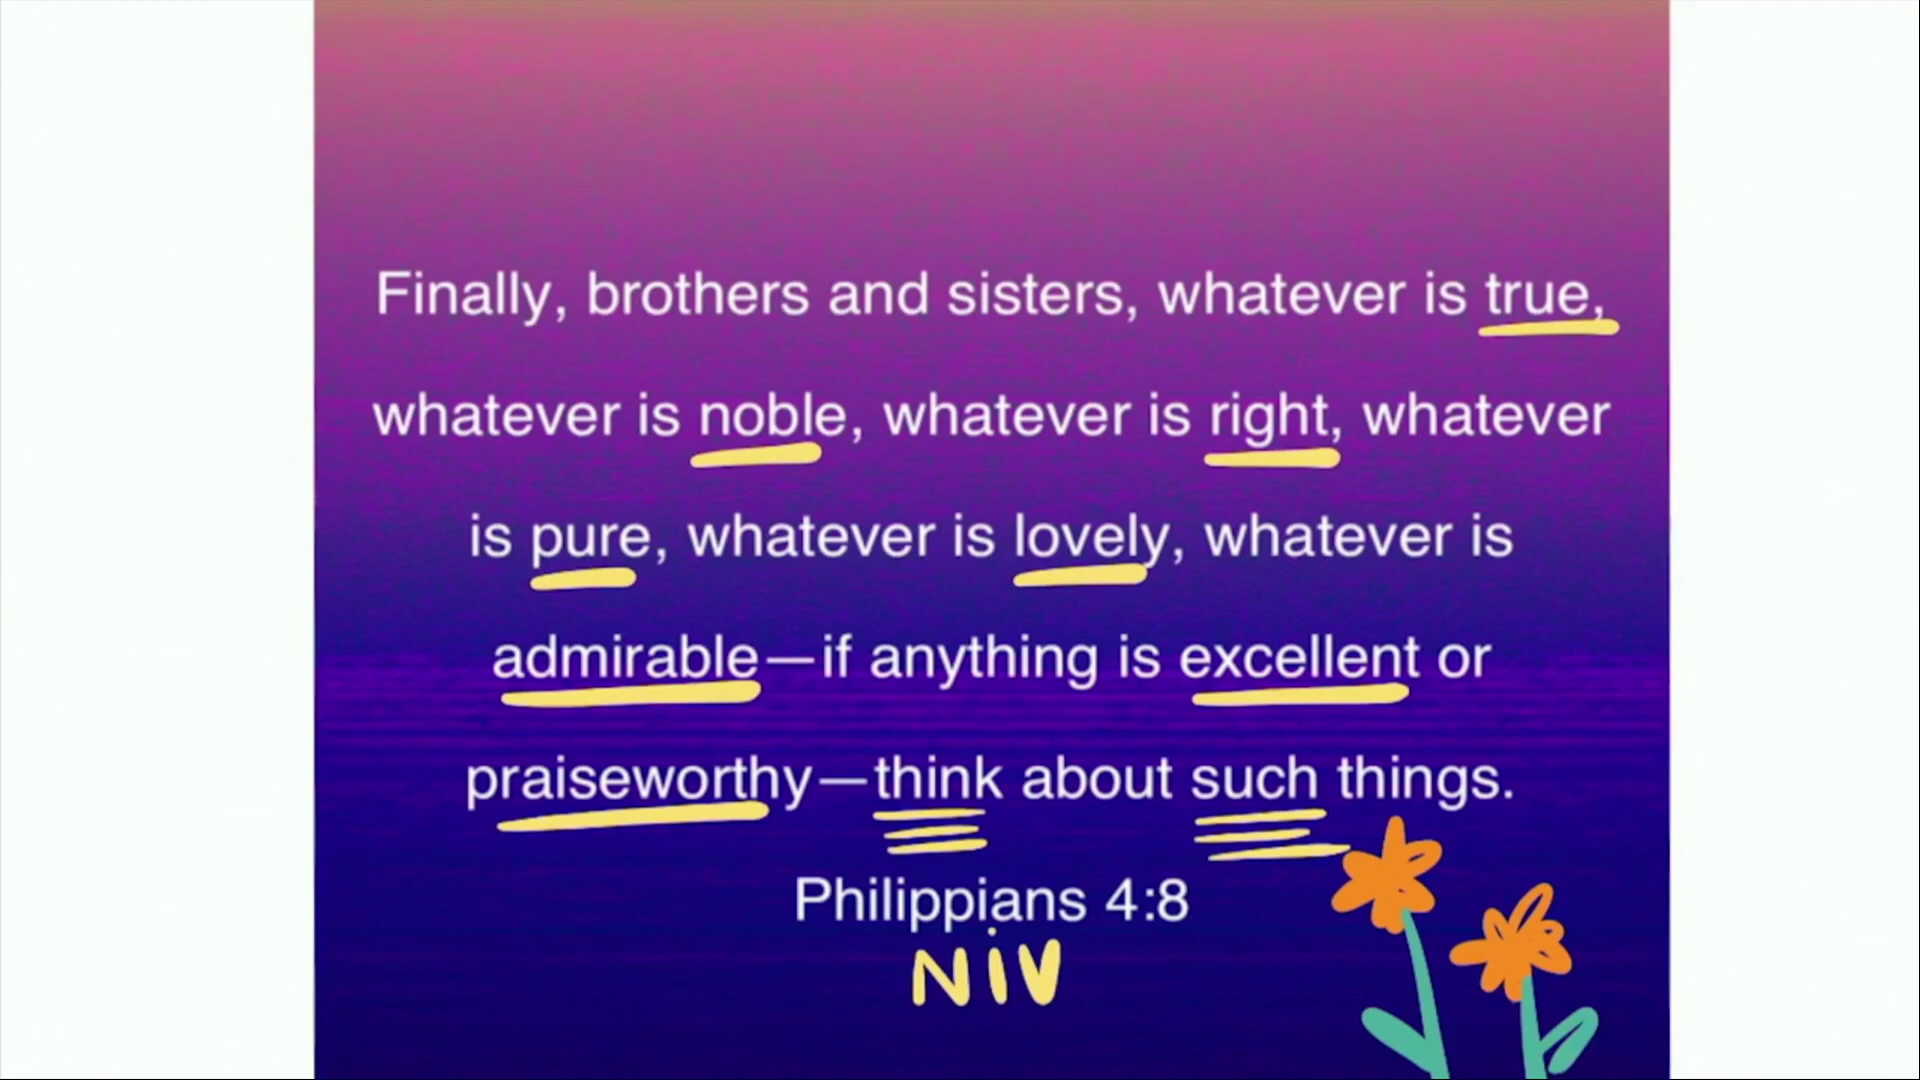 Finally, brothers and sisters, whatever is true,
whatever is noble, whatever is right, whatever
is pure, whatever is lovely, whatever is
admirable—if anything is excellent or
praiseworthy—think about such things.
Philippians 4:8
NiV